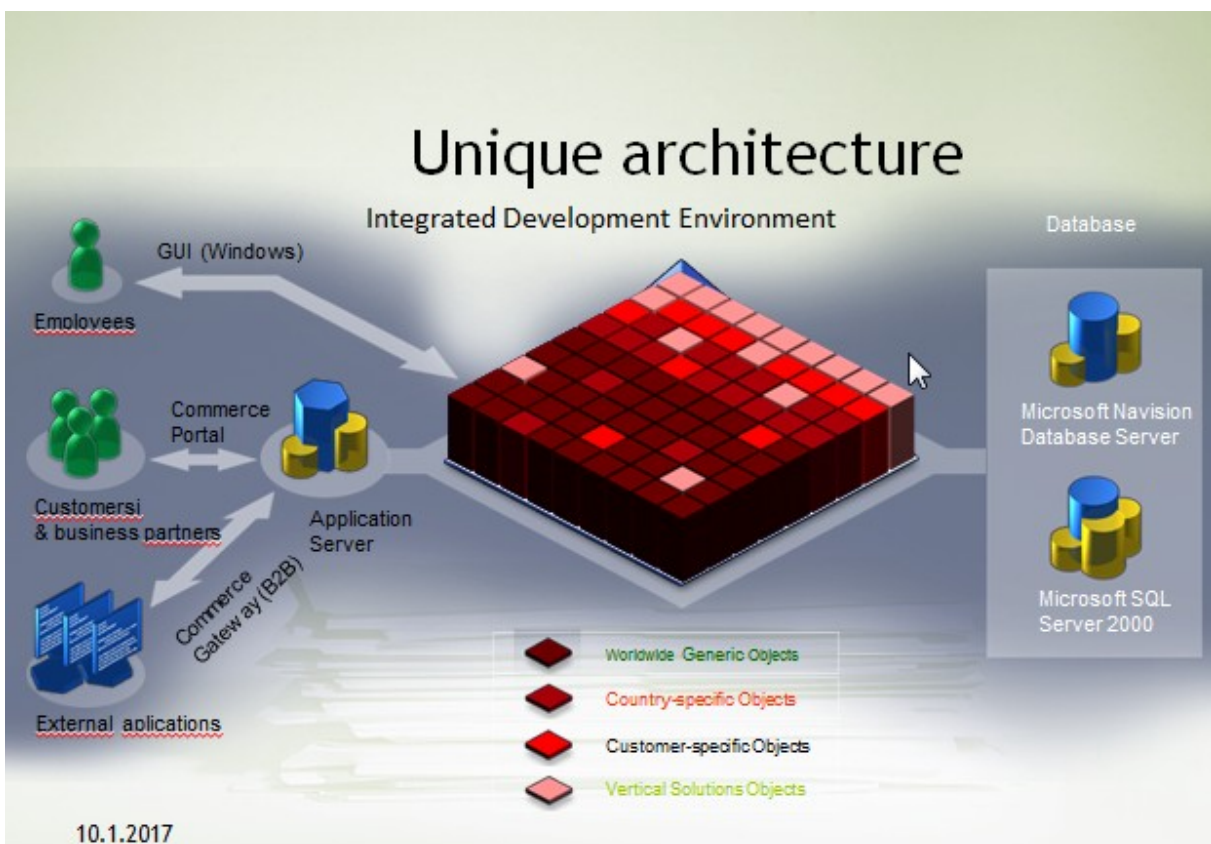 Unique architecture
Integrated Development Environment
Database
GUI (Windows)
Employees
Commerce
Portal
Customersi
& business partners
Application
Server
Commerce
Gateway (B2B)
External aplications
Microsoft Navision
Database Server
Microsoft SQL
Server 2000
Worldwide Generic Objects
Country-specific Objects
Customer-specific Objects
Vertical Solutions Objects
10.1.2017